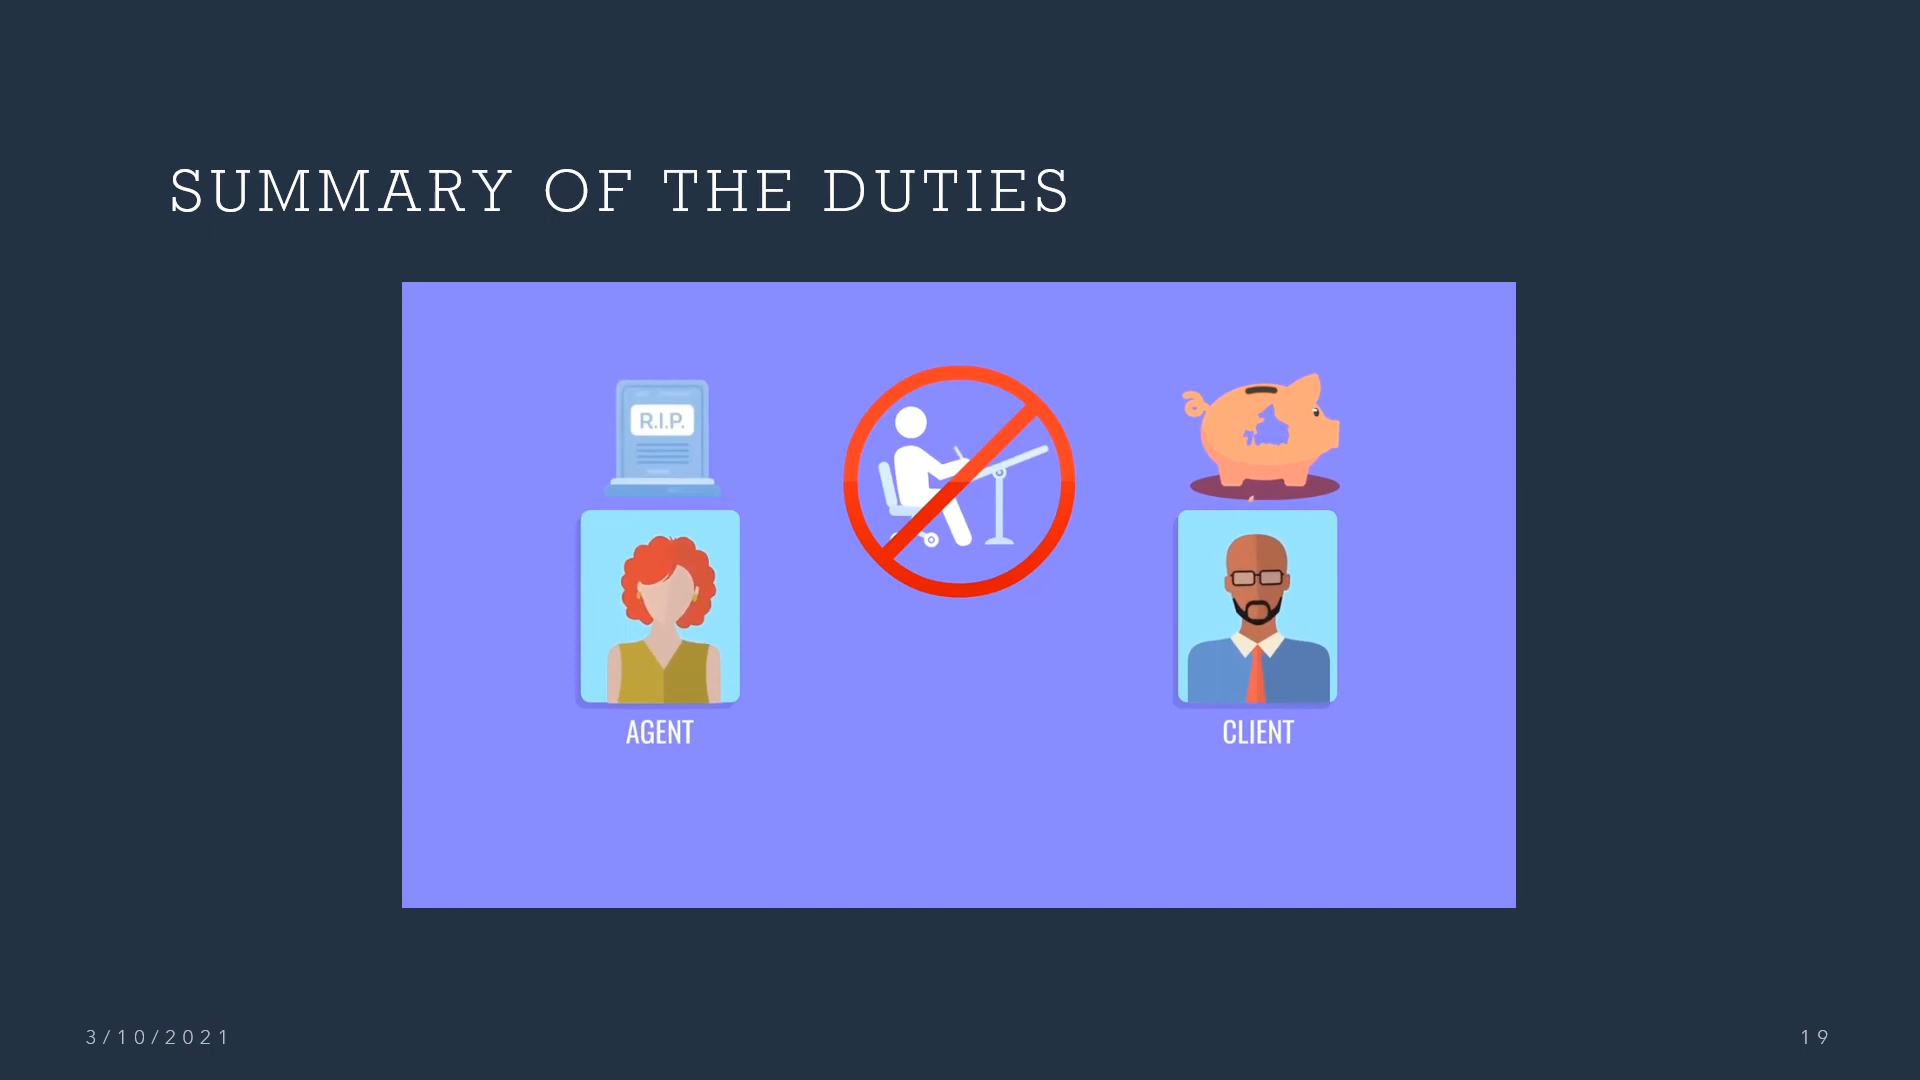 SUMMARY OF THE DUTIES
R.I.P.
AGENT
CLIENT
3/10/2021
19